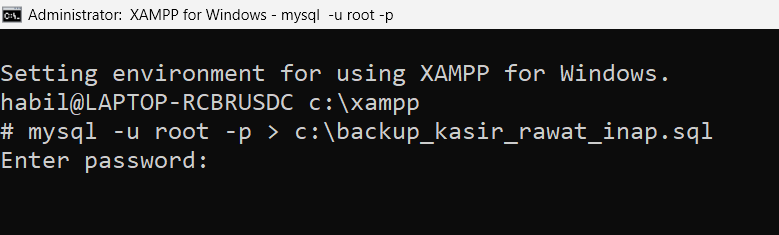 Administrator: XAMPP for Windows - mysql -u root -p
Setting environment for using XAMPP for Windows.
habil@LAPTOP-RCBRUSDC c:\xampp
# mysql -u root -p > c:\backup_kasir_rawat_inap.sql
Enter password: